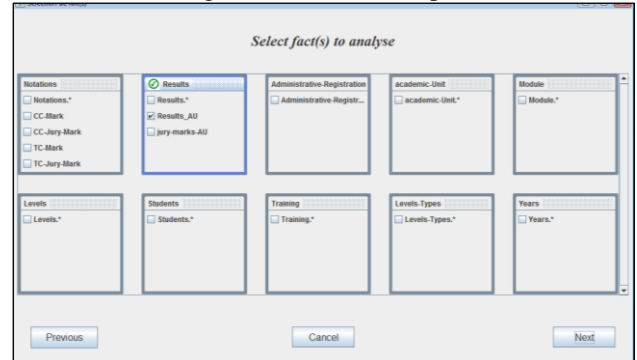 Select fact(s) to analyse
Notations
Notations.*
CC-Mark
CC-Jury-Mark
TC-Mark
TC-Jury-Mark
Results
Results.*
Results_AU
jury-marks-AU
Administrative-Registration
Administrative-Registr...
academic-Unit
academic-Unit.*
Module
Module.*
Levels
Levels.*
Students
Students.*
Training
Training.*
Levels-Types
Levels-Types.*
Years
Years.*
Previous
Cancel
Next